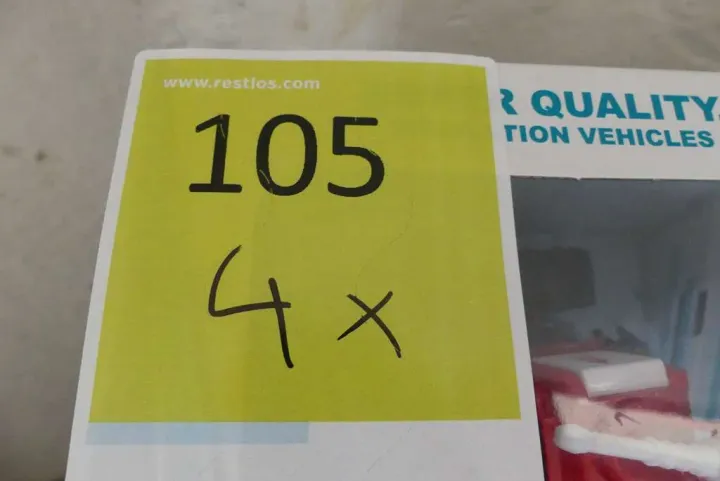 www.restlos.com
105
4 x
R QUALITY
TION VEHICLES